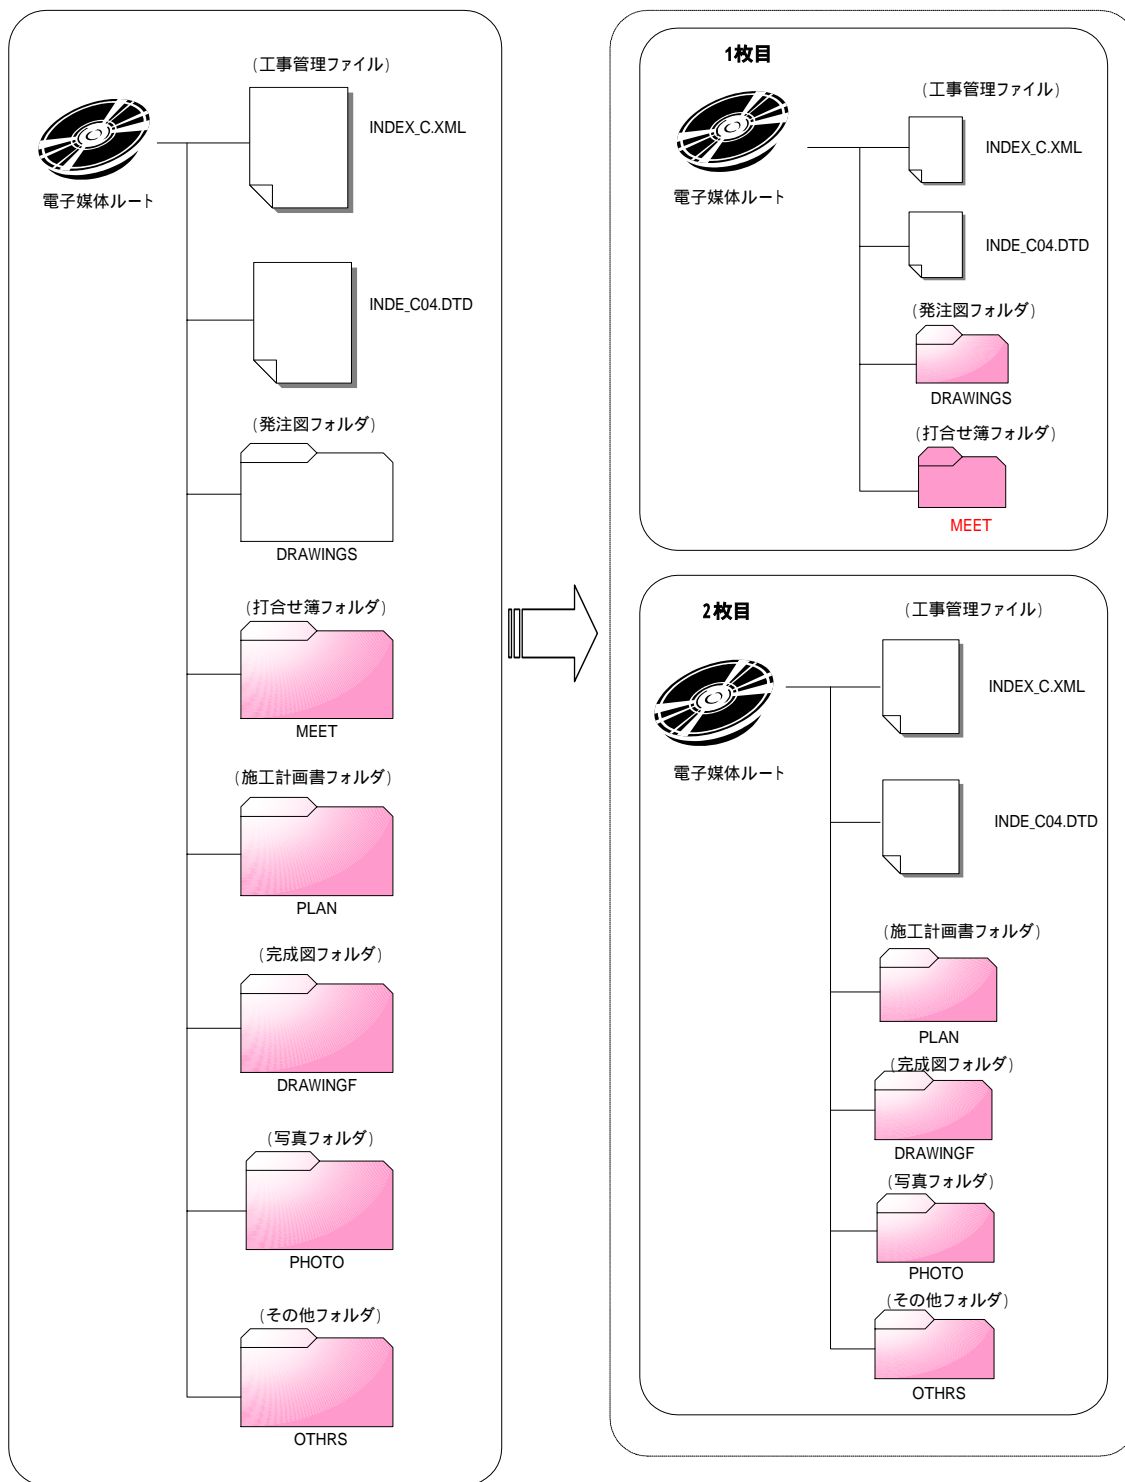 (工事管理ファイル)
INDEX_C.XML
電子媒体ルート
INDE_C04.DTD
(発注図フォルダ)
DRAWINGS
(打合せ簿フォルダ)
MEET
(施工計画書フォルダ)
PLAN
(完成図フォルダ)
DRAWINGF
(写真フォルダ)
PHOTO
(その他フォルダ)
OTHRS
1枚目
(工事管理ファイル)
INDEX_C.XML
電子媒体ルート
INDE_C04.DTD
(発注図フォルダ)
DRAWINGS
(打合せ簿フォルダ)
MEET
2枚目
(工事管理ファイル)
INDEX_C.XML
電子媒体ルート
INDE_C04.DTD
(施工計画書フォルダ)
PLAN
(完成図フォルダ)
DRAWINGF
(写真フォルダ)
PHOTO
(その他フォルダ)
OTHRS